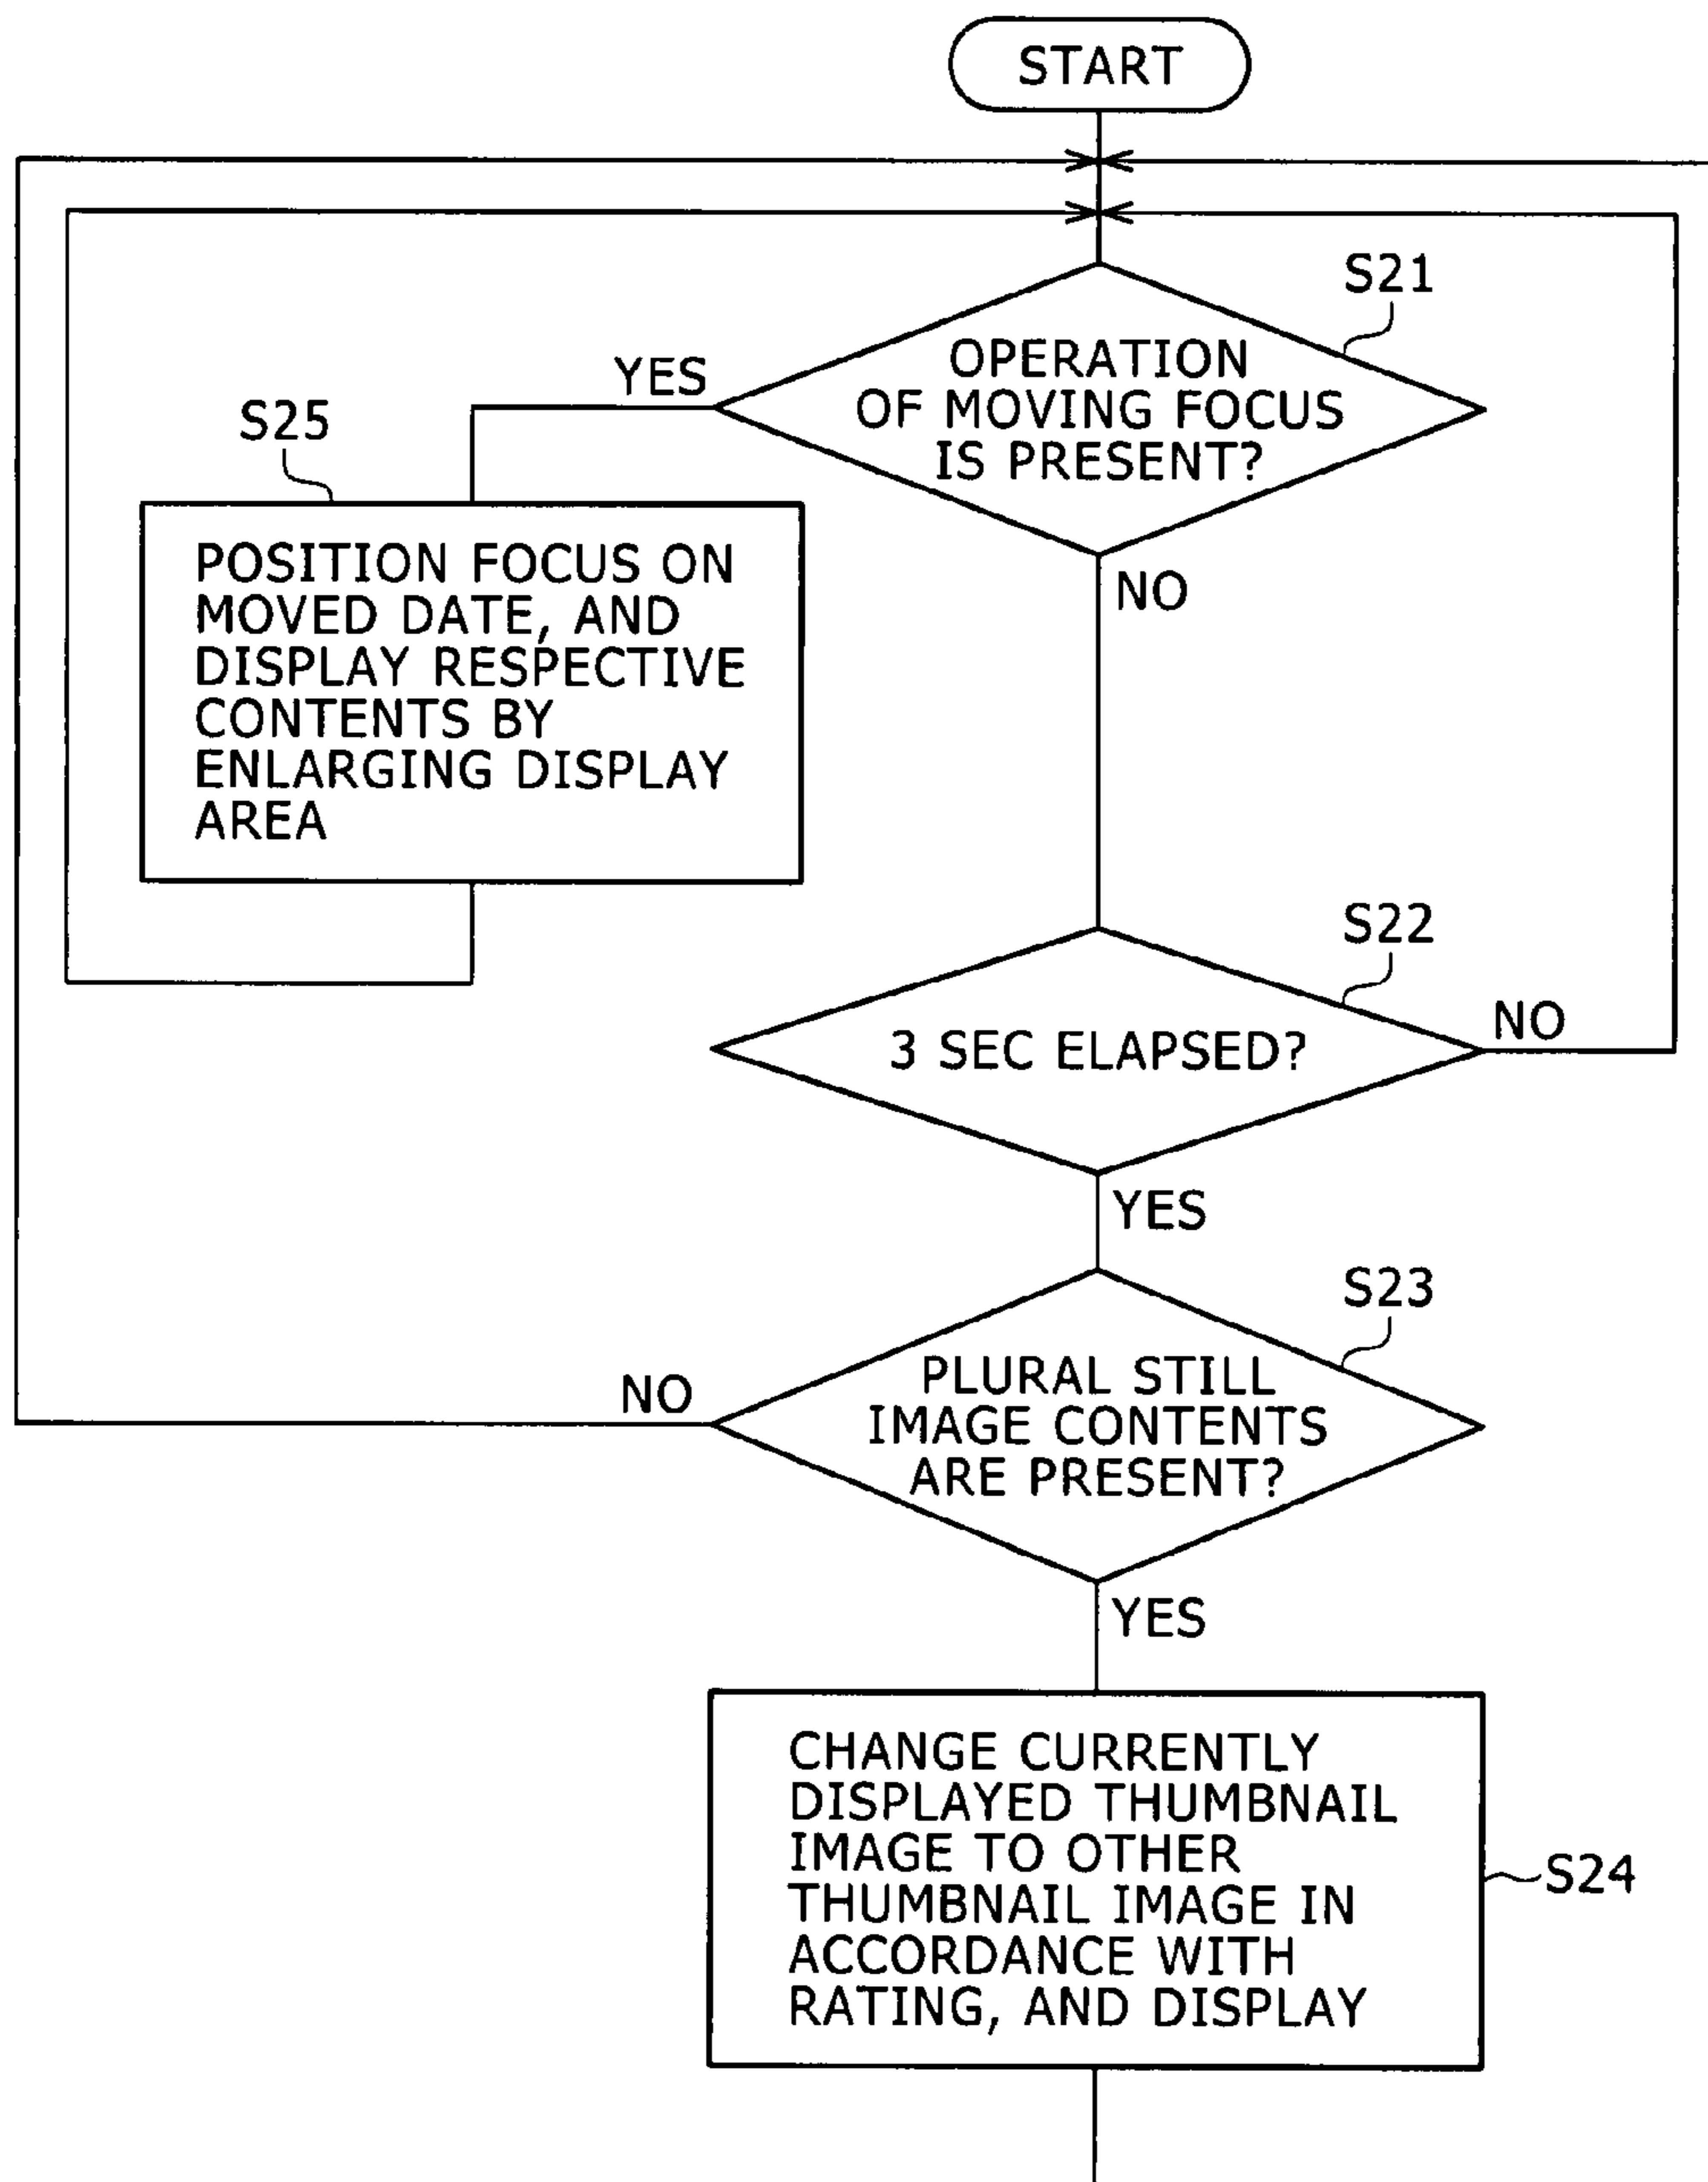 START
S21
OPERATION
OF MOVING FOCUS
IS PRESENT?
YES
NO
S25
POSITION FOCUS ON
MOVED DATE, AND
DISPLAY RESPECTIVE
CONTENTS BY
ENLARGING DISPLAY
AREA
S22
3 SEC ELAPSED?
NO
YES
S23
PLURAL STILL
IMAGE CONTENTS
ARE PRESENT?
NO
YES
CHANGE CURRENTLY
DISPLAYED THUMBNAIL
IMAGE TO OTHER
THUMBNAIL IMAGE IN
ACCORDANCE WITH
RATING, AND DISPLAY
S24